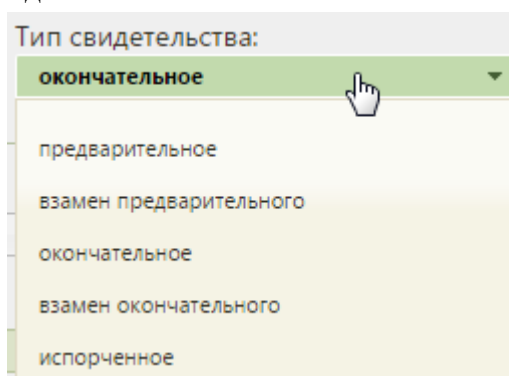 Тип свидетельства:
окончательное
предварительное
взамен предварительного
окончательное
взамен окончательного
испорченное